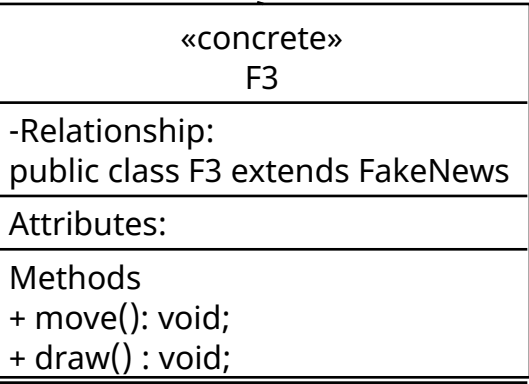 «concrete»
F3
-Relationship:
public class F3 extends FakeNews
Attributes:
Methods
+ move(): void;
+ draw() : void;